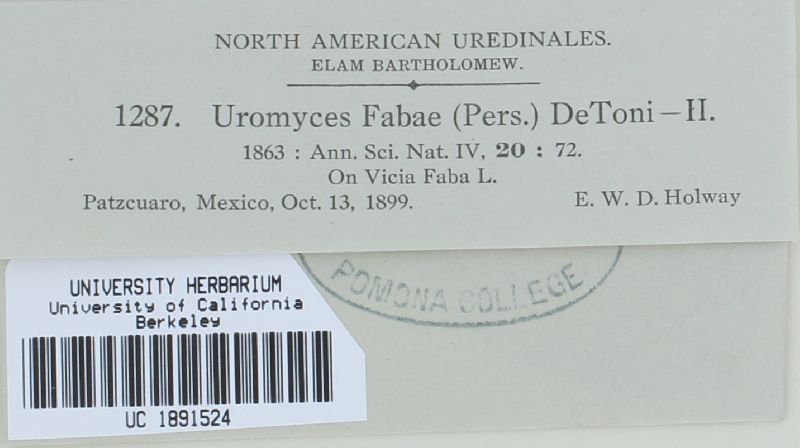 NORTH AMERICAN UREDINALES.
ELAM BARTHOLOMEW.
1287. Uromyces Fabae (Pers.) DeToni—II.
1863 : Ann. Sci. Nat. IV, 20 : 72.
On Vicia Faba L.
Patzcuaro, Mexico, Oct. 13, 1899. E. W. D. Holway
POMONA COLLEGE
UNIVERSITY HERBARIUM
University of California
Berkeley
UC 1891524